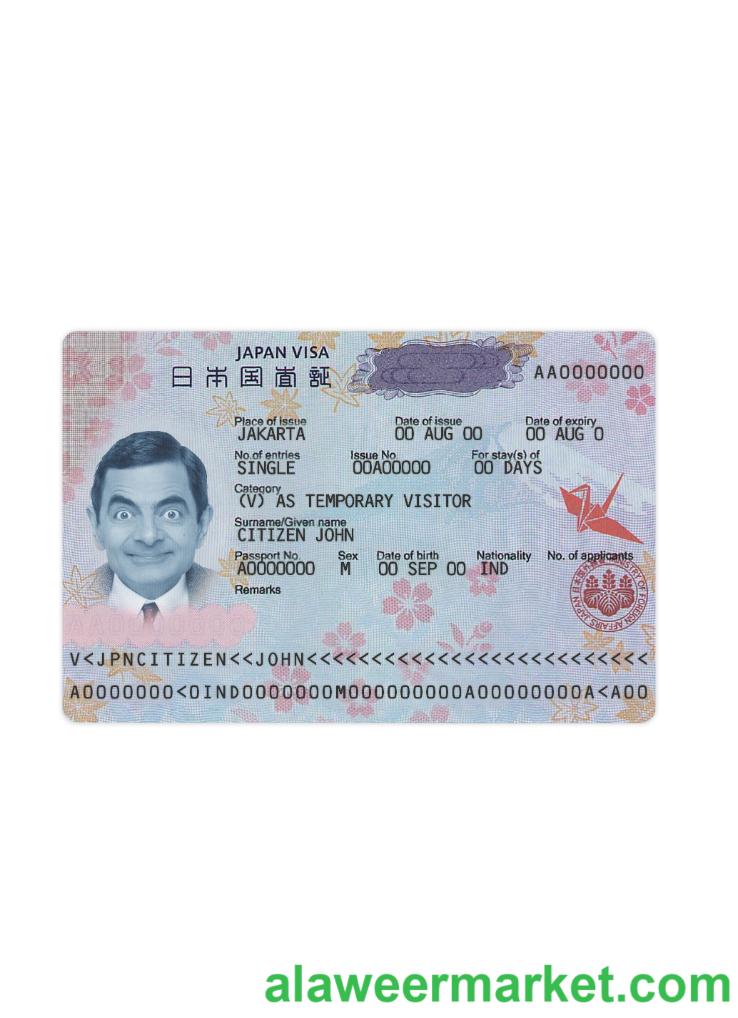 JAPAN VISA
日本国査証
AA0000000
Place of issue Date of issue Date of expiry
JAKARTA 00 AUG 00 00 AUG 0
No.of entries Issue No. For stay(s) of
SINGLE 00A00000 00 DAYS
Category
(V) AS TEMPORARY VISITOR
Surname/Given name
CITIZEN JOHN
Passport No. Sex Date of birth Nationality No. of applicants
A0000000 M 00 SEP 00 IND
Remarks
MINISTRY OF FOREIGN AFFAIRS JAPAN
V<JPNCITIZEN<<JOHN<<<<<<<<<<<<<<<<<<<<<<<<<<
A0000000<0IND0000000M000000000A00000000A<A00
alaweermarket.com